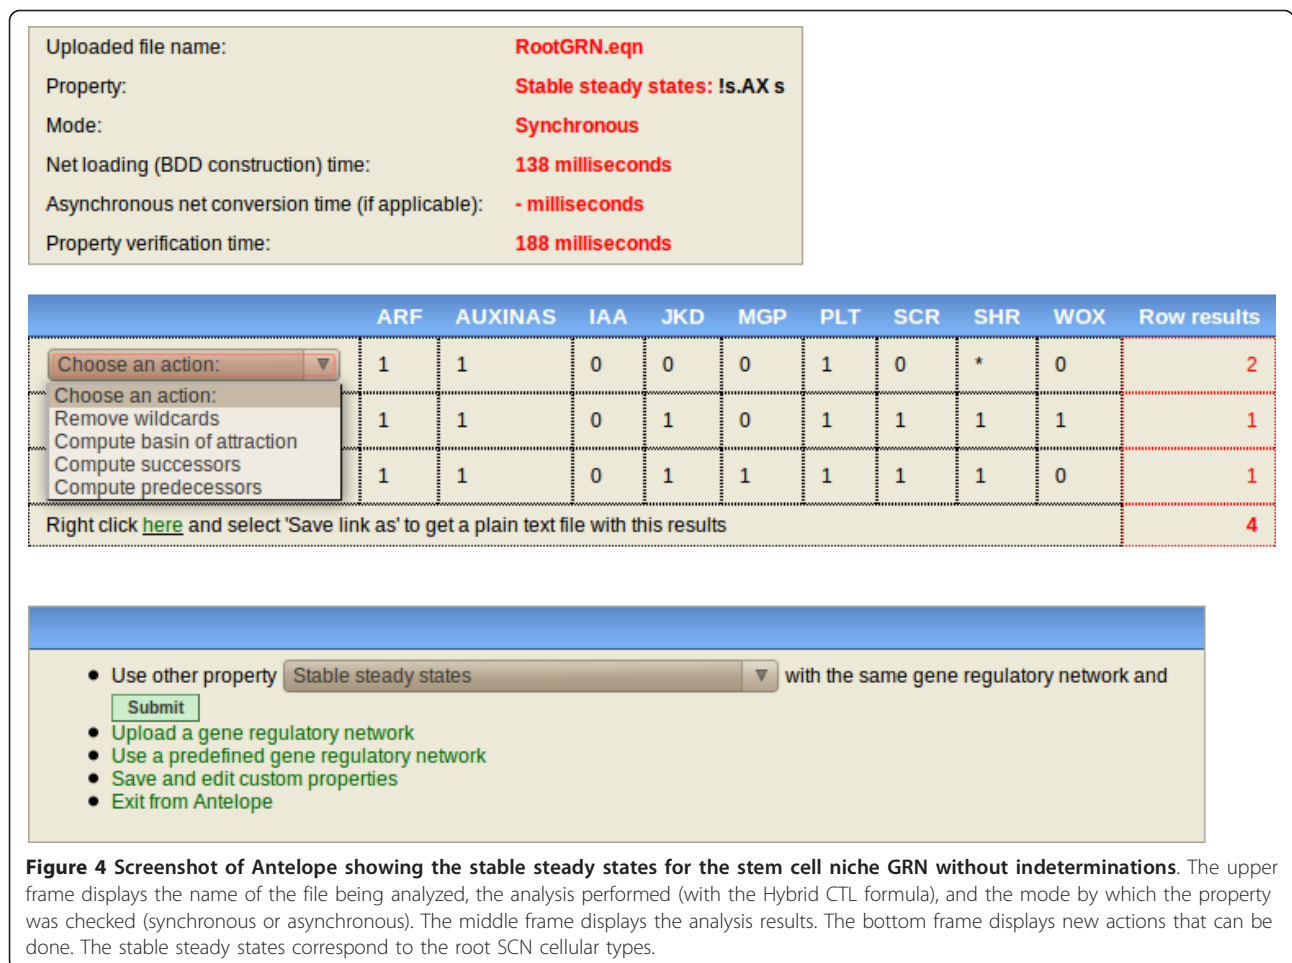 Uploaded file name: RootGRN.eqn
Property: Stable steady states: !s.AX s
Mode: Synchronous
Net loading (BDD construction) time: 138 milliseconds
Asynchronous net conversion time (if applicable): - milliseconds
Property verification time: 188 milliseconds
ARF AUXINAS IAA JKD MGP PLT SCR SHR WOX Row results
Choose an action: 1 1 0 0 0 1 0 * 0 2
Choose an action:
Remove wildcards
Compute basin of attraction
Compute successors
Compute predecessors
1 1 0 1 0 1 1 1 1 1
1 1 0 1 1 1 1 1 0 1
Right click here and select 'Save link as' to get a plain text file with this results 4
Use other property Stable steady states with the same gene regulatory network and
Submit
Upload a gene regulatory network
Use a predefined gene regulatory network
Save and edit custom properties
Exit from Antelope
Figure 4 Screenshot of Antelope showing the stable steady states for the stem cell niche GRN without indeterminations. The upper
frame displays the name of the file being analyzed, the analysis performed (with the Hybrid CTL formula), and the mode by which the property
was checked (synchronous or asynchronous). The middle frame displays the analysis results. The bottom frame displays new actions that can be
done. The stable steady states correspond to the root SCN cellular types.